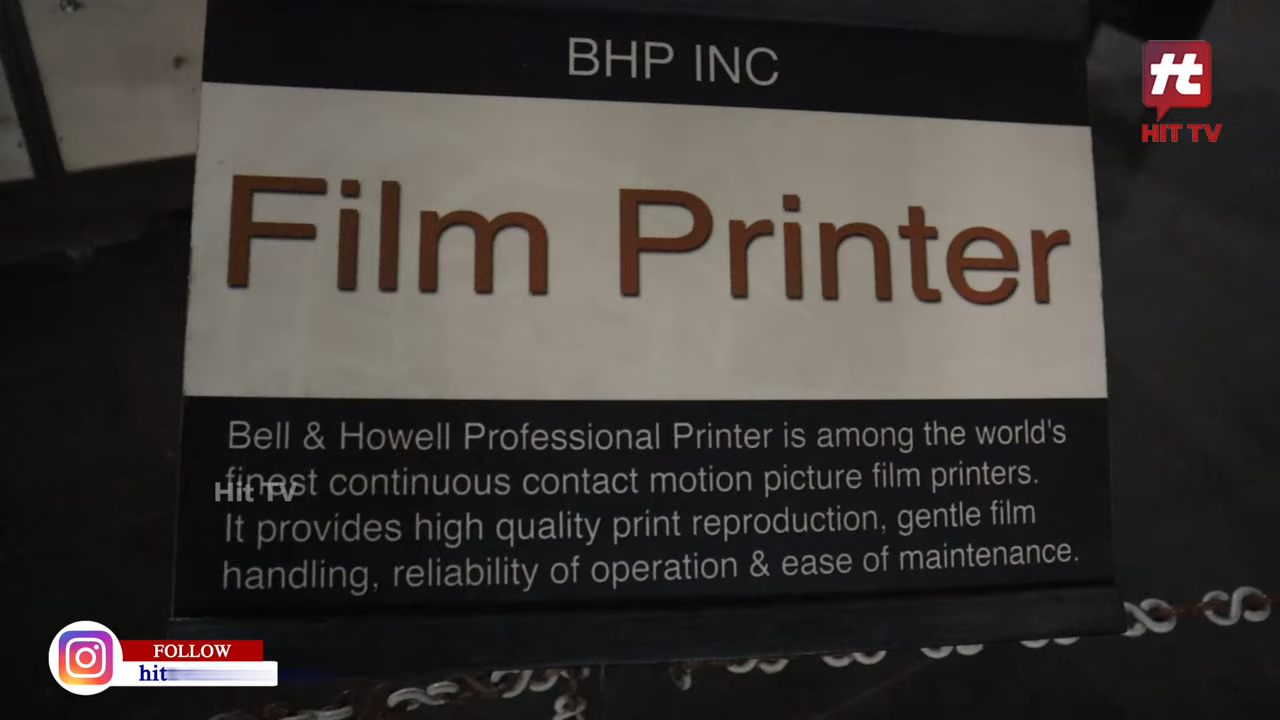 BHP INC
HIT TV
Film Printer
Bell & Howell Professional Printer is among the world's
finest continuous contact motion picture film printers.
Hit TV
It provides high quality print reproduction, gentle film
handling, reliability of operation & ease of maintenance.
FOLLOW
hit